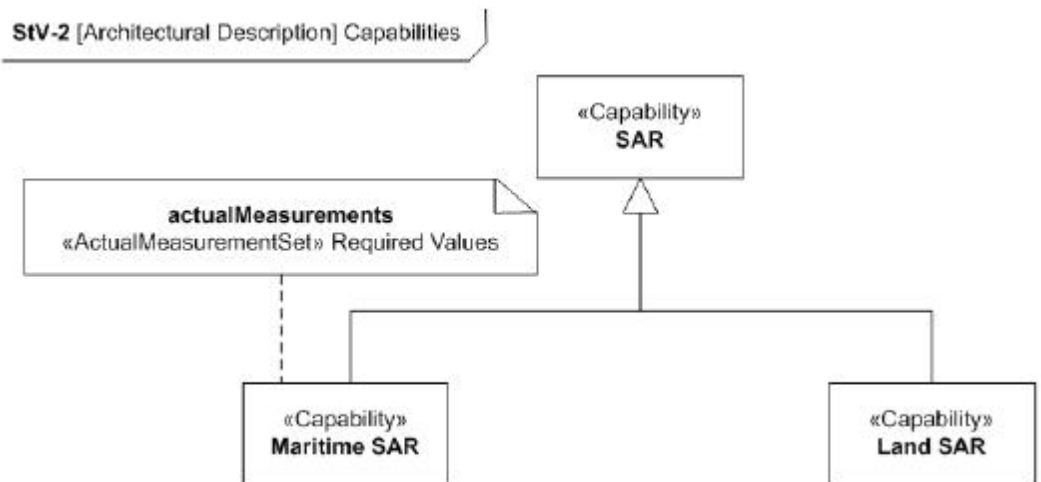 StV-2 [Architectural Description] Capabilities
«Capability»
SAR
actualMeasurements
«ActualMeasurementSet» Required Values
«Capability»
Maritime SAR
«Capability»
Land SAR